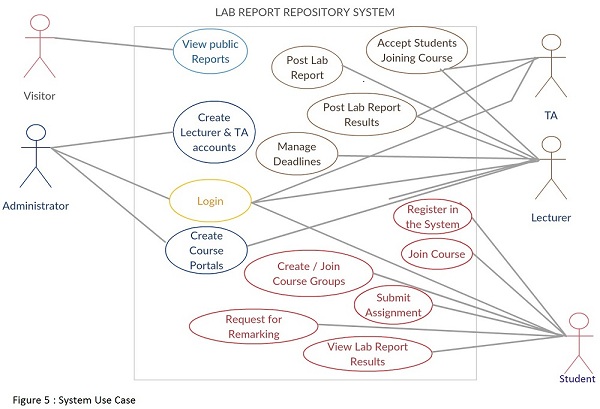 LAB REPORT REPOSITORY SYSTEM
View public
Reports
Accept Students
Joining Course
Post Lab
Report
Visitor
TA
Create
Lecturer & TA
accounts
Post Lab Report
Results
Manage
Deadlines
Administrator
Login
Lecturer
Register in
the System
Create
Course
Portals
Join Course
Create / Join
Course Groups
Submit
Assignment
Request for
Remarking
View Lab Report
Results
Student
Figure 5 : System Use Case